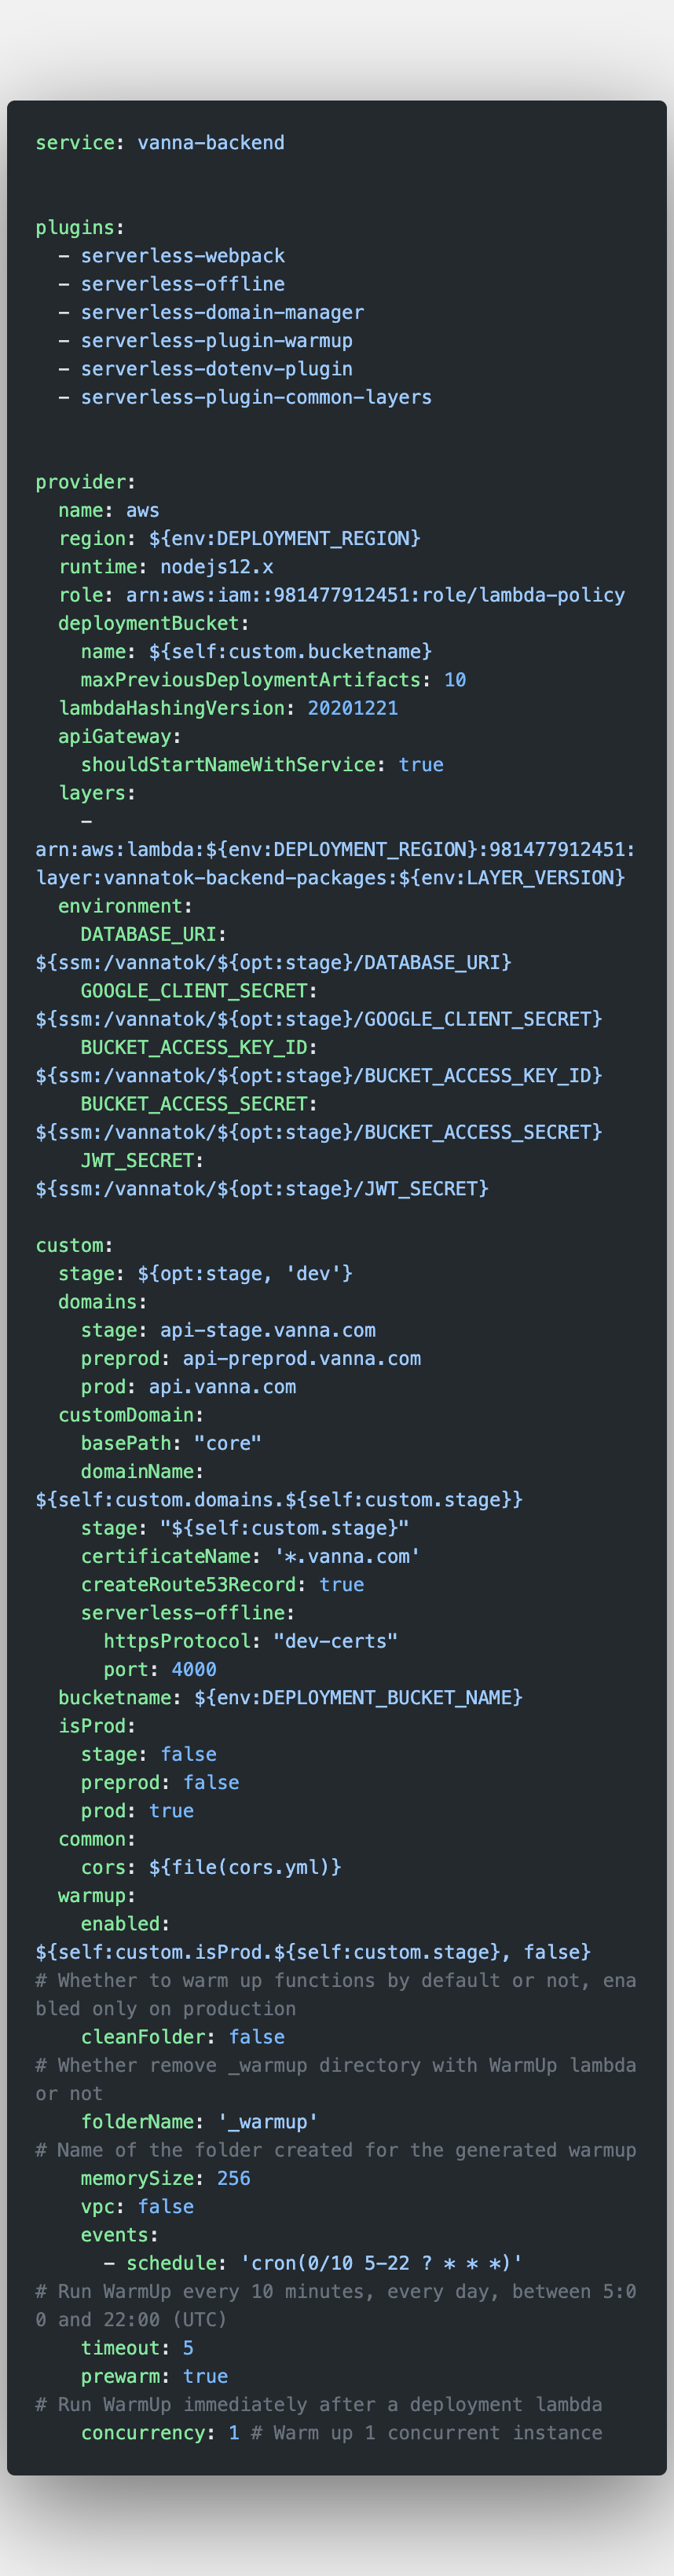 service: vanna-backend
plugins:
  - serverless-webpack
  - serverless-offline
  - serverless-domain-manager
  - serverless-plugin-warmup
  - serverless-dotenv-plugin
  - serverless-plugin-common-layers
provider:
  name: aws
  region: ${env:DEPLOYMENT_REGION}
  runtime: nodejs12.x
  role: arn:aws:iam::981477912451:role/lambda-policy
  deploymentBucket:
    name: ${self:custom.bucketname}
    maxPreviousDeploymentArtifacts: 10
  lambdaHashingVersion: 20201221
  apiGateway:
    shouldStartNameWithService: true
  layers:
    -
arn:aws:lambda:${env:DEPLOYMENT_REGION}:981477912451:
layer:vannatok-backend-packages:${env:LAYER_VERSION}
  environment:
    DATABASE_URI:
${ssm:/vannatok/${opt:stage}/DATABASE_URI}
    GOOGLE_CLIENT_SECRET:
${ssm:/vannatok/${opt:stage}/GOOGLE_CLIENT_SECRET}
    BUCKET_ACCESS_KEY_ID:
${ssm:/vannatok/${opt:stage}/BUCKET_ACCESS_KEY_ID}
    BUCKET_ACCESS_SECRET:
${ssm:/vannatok/${opt:stage}/BUCKET_ACCESS_SECRET}
    JWT_SECRET:
${ssm:/vannatok/${opt:stage}/JWT_SECRET}
custom:
  stage: ${opt:stage, 'dev'}
  domains:
    stage: api-stage.vanna.com
    preprod: api-preprod.vanna.com
    prod: api.vanna.com
  customDomain:
    basePath: "core"
    domainName:
${self:custom.domains.${self:custom.stage}}
    stage: "${self:custom.stage}"
    certificateName: '*.vanna.com'
    createRoute53Record: true
    serverless-offline:
      httpsProtocol: "dev-certs"
      port: 4000
  bucketname: ${env:DEPLOYMENT_BUCKET_NAME}
  isProd:
    stage: false
    preprod: false
    prod: true
  common:
    cors: ${file(cors.yml)}
  warmup:
    enabled:
${self:custom.isProd.${self:custom.stage}, false}
# Whether to warm up functions by default or not, ena
bled only on production
    cleanFolder: false
# Whether remove _warmup directory with WarmUp lambda
or not
    folderName: '_warmup'
# Name of the folder created for the generated warmup
    memorySize: 256
    vpc: false
    events:
      - schedule: 'cron(0/10 5-22 ? * * *)'
# Run WarmUp every 10 minutes, every day, between 5:0
0 and 22:00 (UTC)
    timeout: 5
    prewarm: true
# Run WarmUp immediately after a deployment lambda
    concurrency: 1 # Warm up 1 concurrent instance